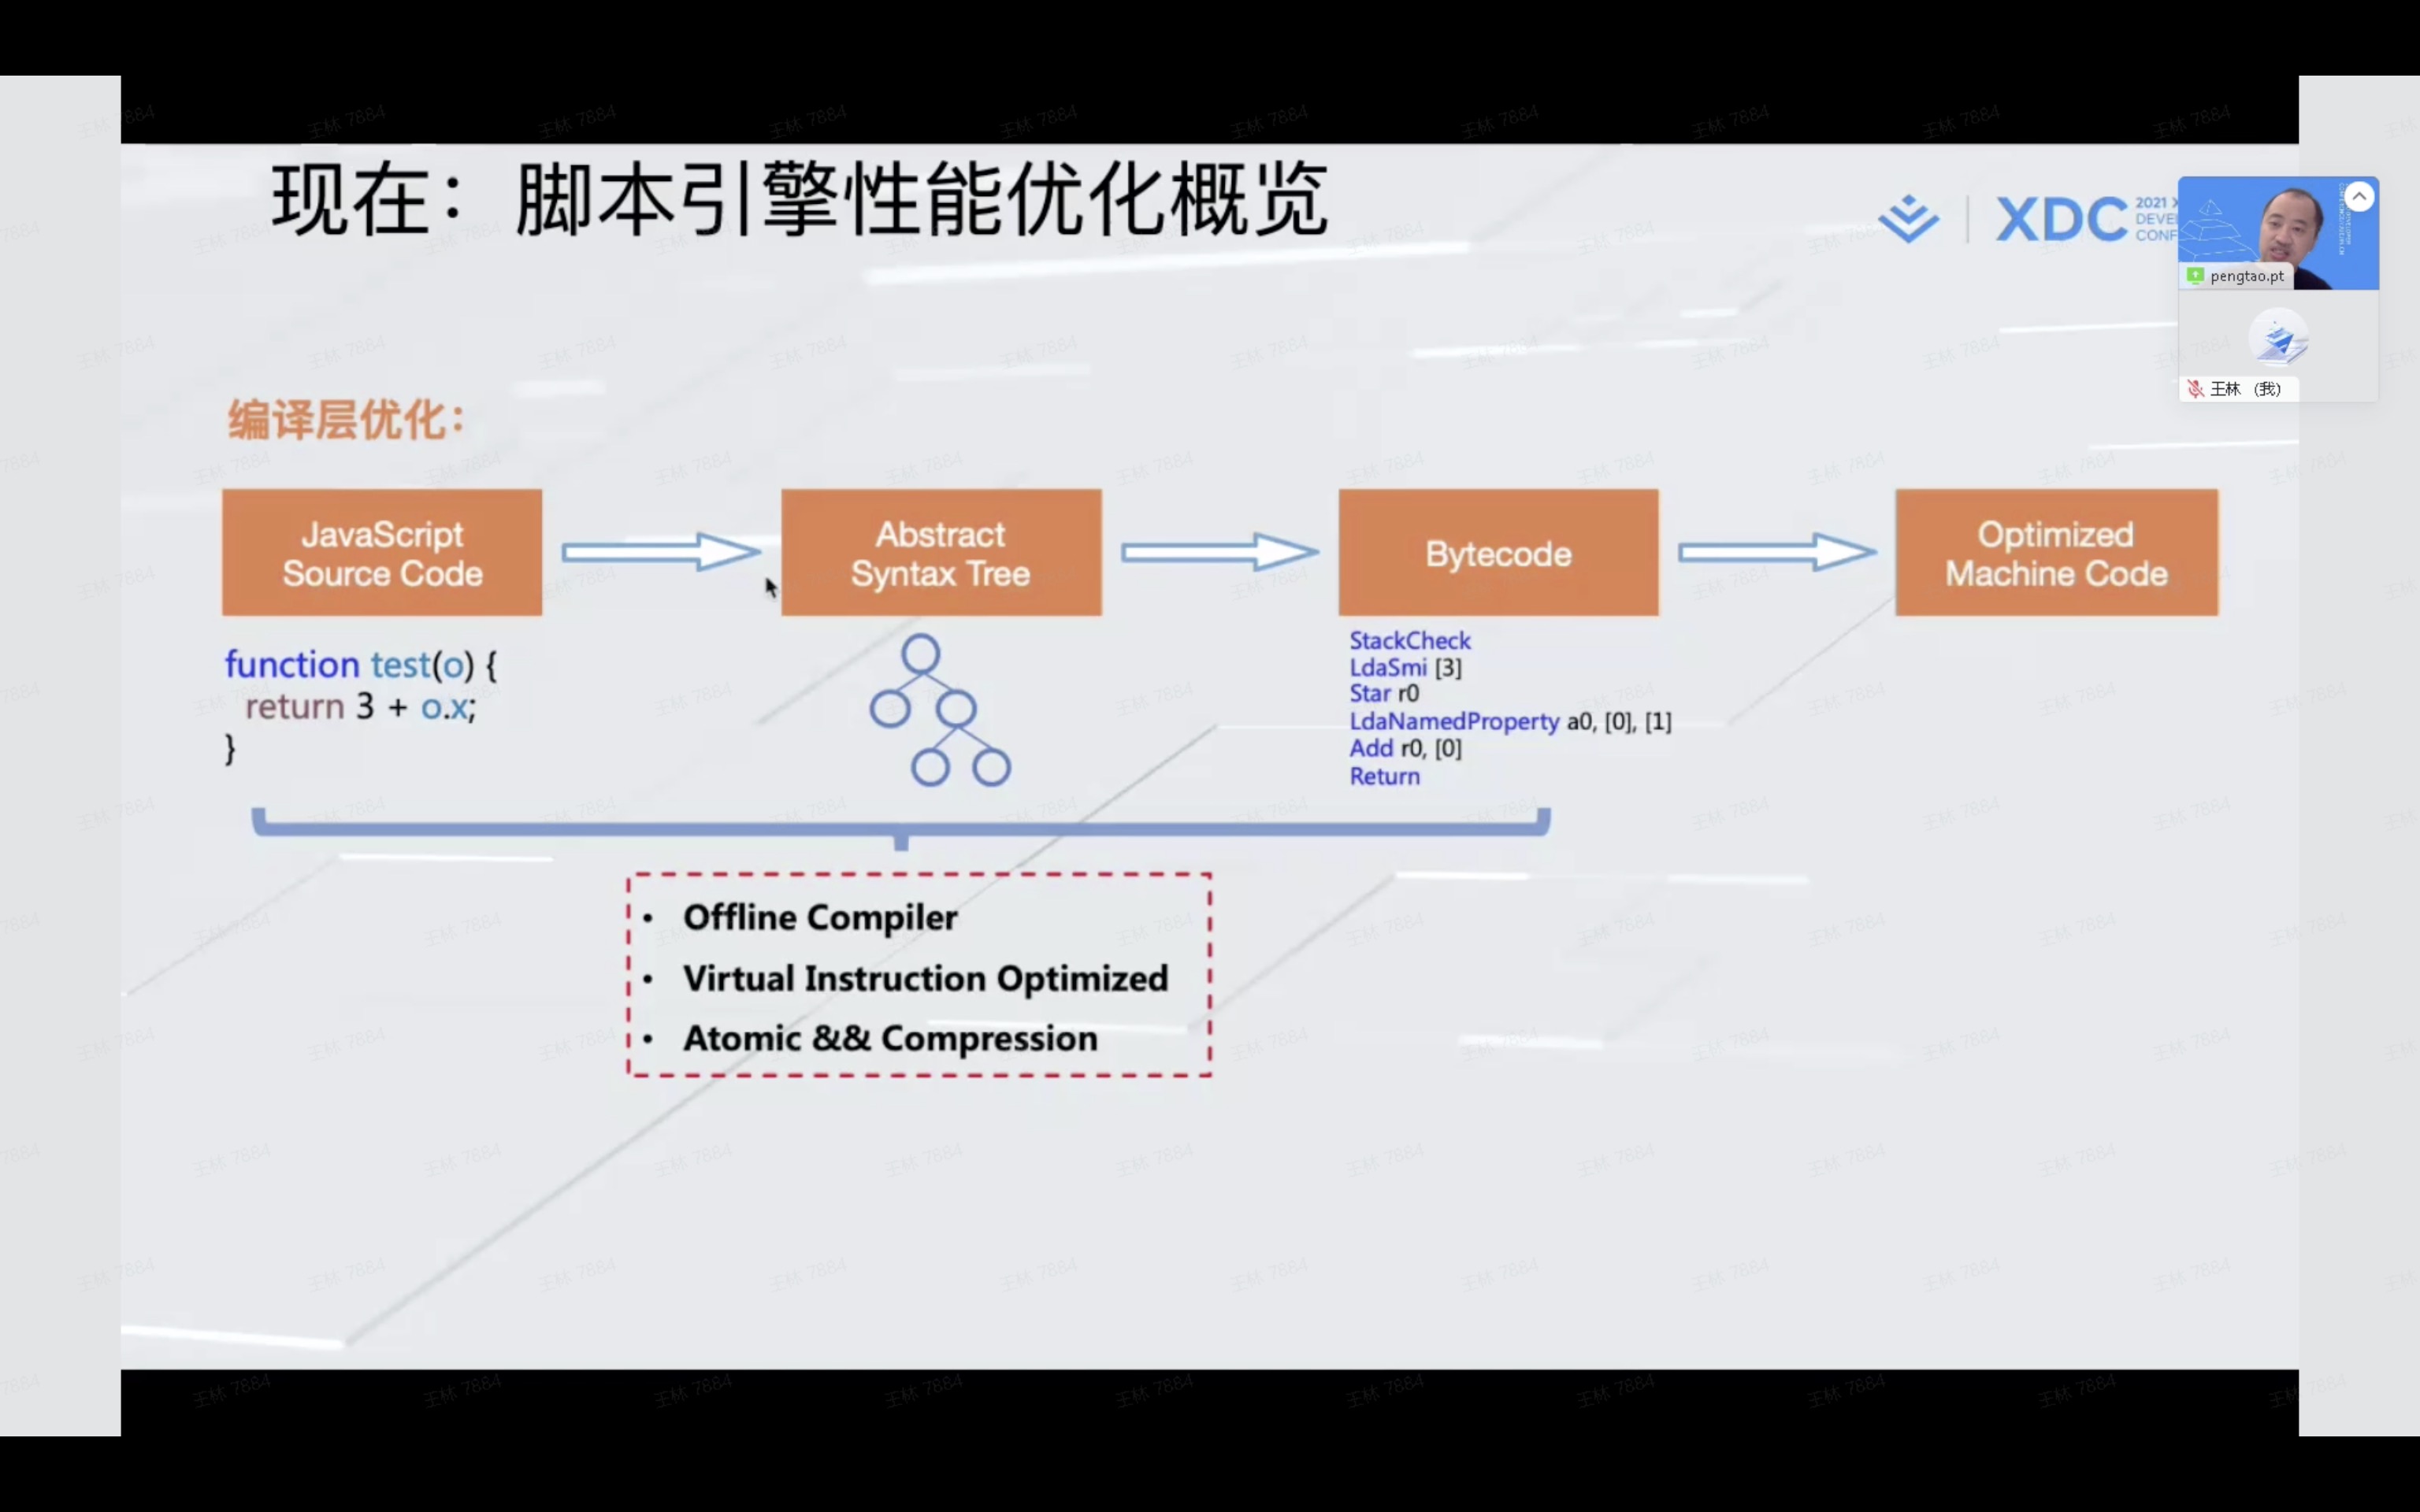 现在：脚本引擎性能优化概览
XDC
2021 X
DEVE
CONF
pengtao.pt
王林 (我)
编译层优化：
JavaScript
Source Code
Abstract
Syntax Tree
Bytecode
Optimized
Machine Code
function test(o) {
return 3 + o.x;
}
StackCheck
LdaSmi [3]
Star r0
LdaNamedProperty a0, [0], [1]
Add r0, [0]
Return
• Offline Compiler
• Virtual Instruction Optimized
• Atomic && Compression
王林 7884